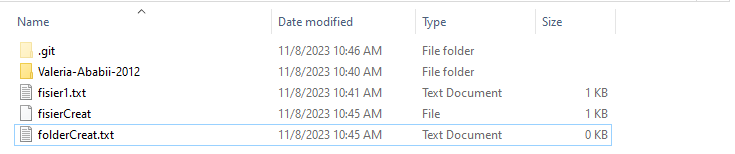 Name Date modified Type Size
.git 11/8/2023 10:46 AM File folder
Valeria-Ababii-2012 11/8/2023 10:40 AM File folder
fisier1.txt 11/8/2023 10:41 AM Text Document 1 KB
fisierCreat 11/8/2023 10:45 AM File 1 KB
folderCreat.txt 11/8/2023 10:45 AM Text Document 0 KB